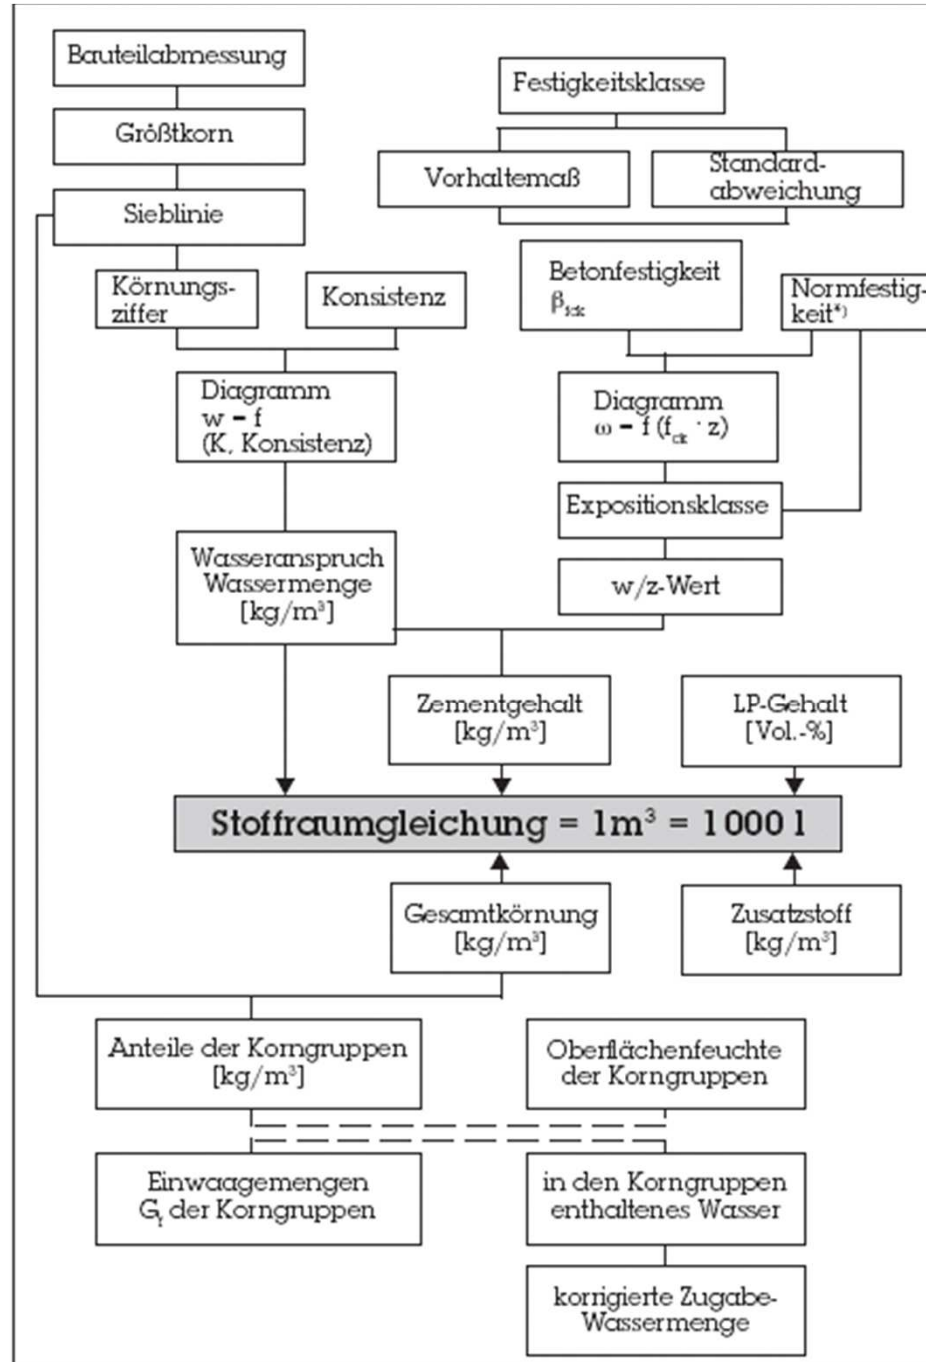 Bauteilabmessung
Größtkorn
Sieblinie
Körnungs-
ziffer
Konsistenz
Diagramm
w = f
(K, Konsistenz)
Wasseranspruch
Wassermenge
[kg/m³]
Festigkeitsklasse
Vorhaltemaß
Standard-
abweichung
Betonfestigkeit
Normfestig-
keit*)
Diagramm
ω = f (f_ck · z)
Expositionsklasse
w/z-Wert
Zementgehalt
[kg/m³]
LP-Gehalt
[Vol.-%]
Stoffraumgleichung = 1m³ = 1000 l
Gesamtkörnung
[kg/m³]
Zusatzstoff
[kg/m³]
Anteile der Korngruppen
[kg/m³]
Oberflächenfeuchte
der Korngruppen
Einwaagemengen
der Korngruppen
in den Korngruppen
enthaltenes Wasser
korrigierte Zugabe-
Wassermenge